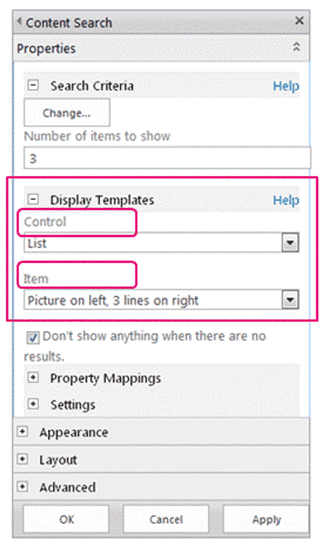 Content Search
Properties
Search Criteria Help
Change...
Number of items to show
3
Display Templates Help
Control
List
Item
Picture on left, 3 lines on right
Don't show anything when there are no
results.
Property Mappings
Settings
Appearance
Layout
Advanced
OK Cancel Apply